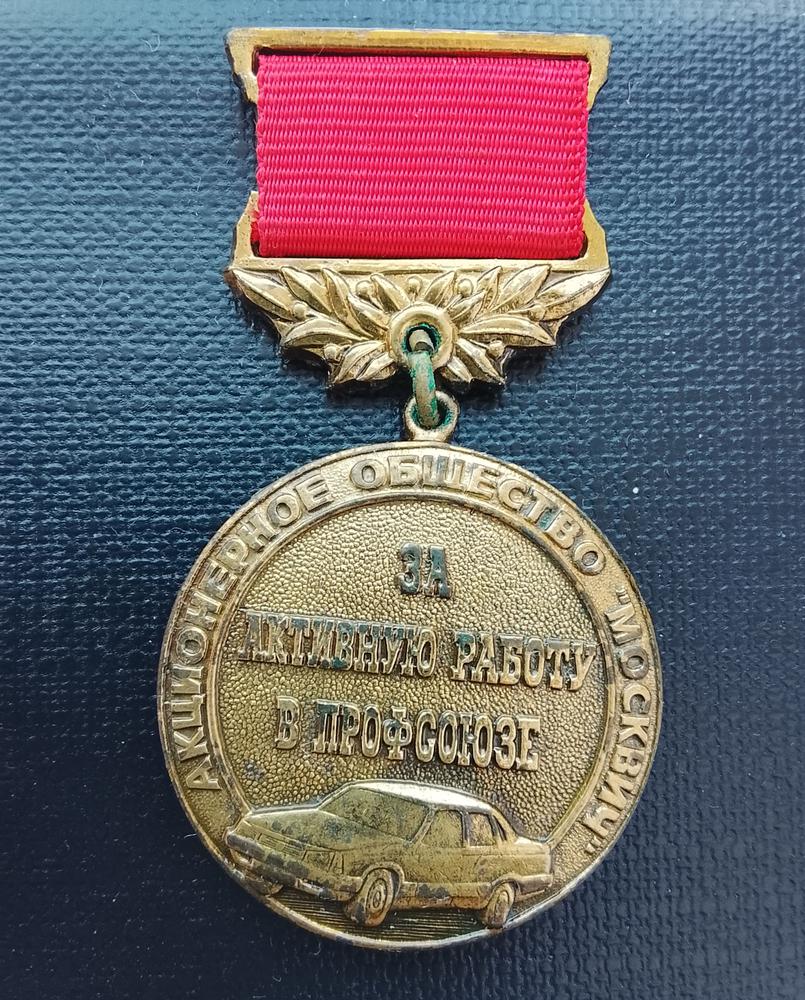 АКЦИОНЕРНОЕ ОБЩЕСТВО "МОСКВИЧ"
ЗА
АКТИВНУЮ РАБОТУ
В ПРОФСОЮЗЕ